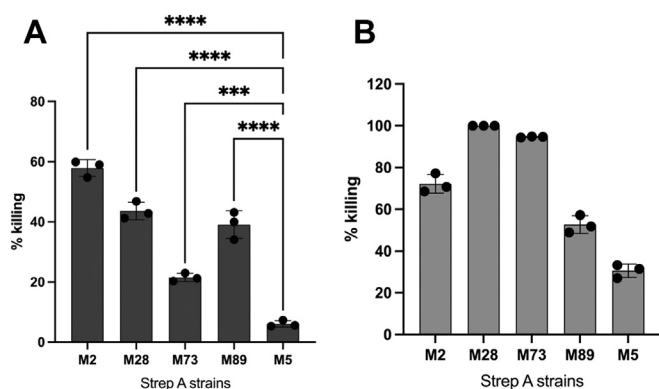 A
****
****
***
****
% killing
80
60
40
20
0
M2 M28 M73 M89 M5
Strep A strains
B
% killing
120
100
80
60
40
20
0
M2 M28 M73 M89 M5
Strep A strains